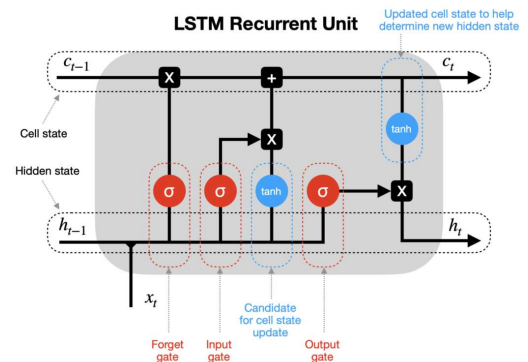 LSTM Recurrent Unit
Updated cell state to help
determine new hidden state
c_{t-1}
X
+
c_t
Cell state
X
tanh
Hidden state
σ
σ
tanh
σ
X
h_{t-1}
h_t
x_t
Forget
gate
Input
gate
Candidate
for cell state
update
Output
gate